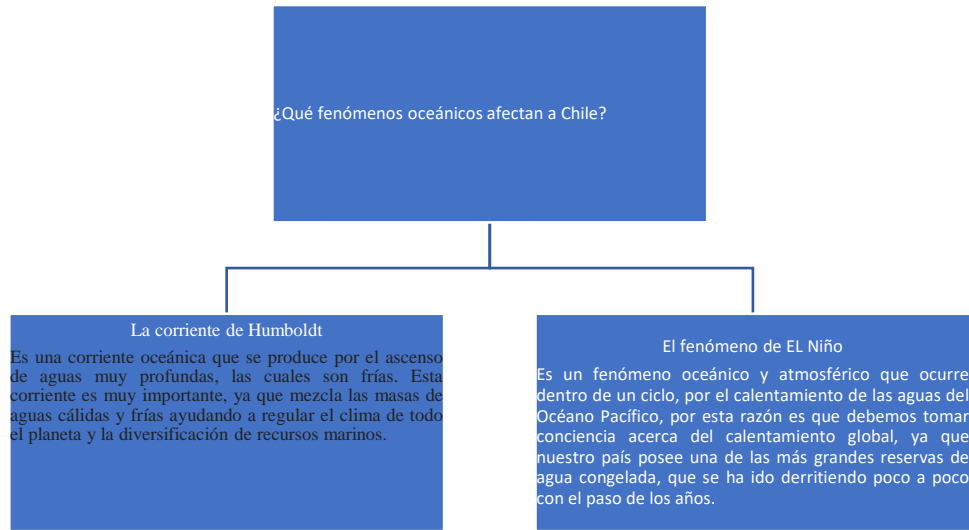 ¿Qué fenómenos oceánicos afectan a Chile?
La corriente de Humboldt
Es una corriente oceánica que se produce por el ascenso
de aguas muy profundas, las cuales son frías. Esta
corriente es muy importante, ya que mezcla las masas de
aguas cálidas y frías ayudando a regular el clima de todo
el planeta y la diversificación de recursos marinos.
El fenómeno de EL Niño
Es un fenómeno oceánico y atmosférico que ocurre
dentro de un ciclo, por el calentamiento de las aguas del
Océano Pacífico, por esta razón es que debemos tomar
conciencia acerca del calentamiento global, ya que
nuestro país posee una de las más grandes reservas de
agua congelada, que se ha ido derritiendo poco a poco
con el paso de los años.